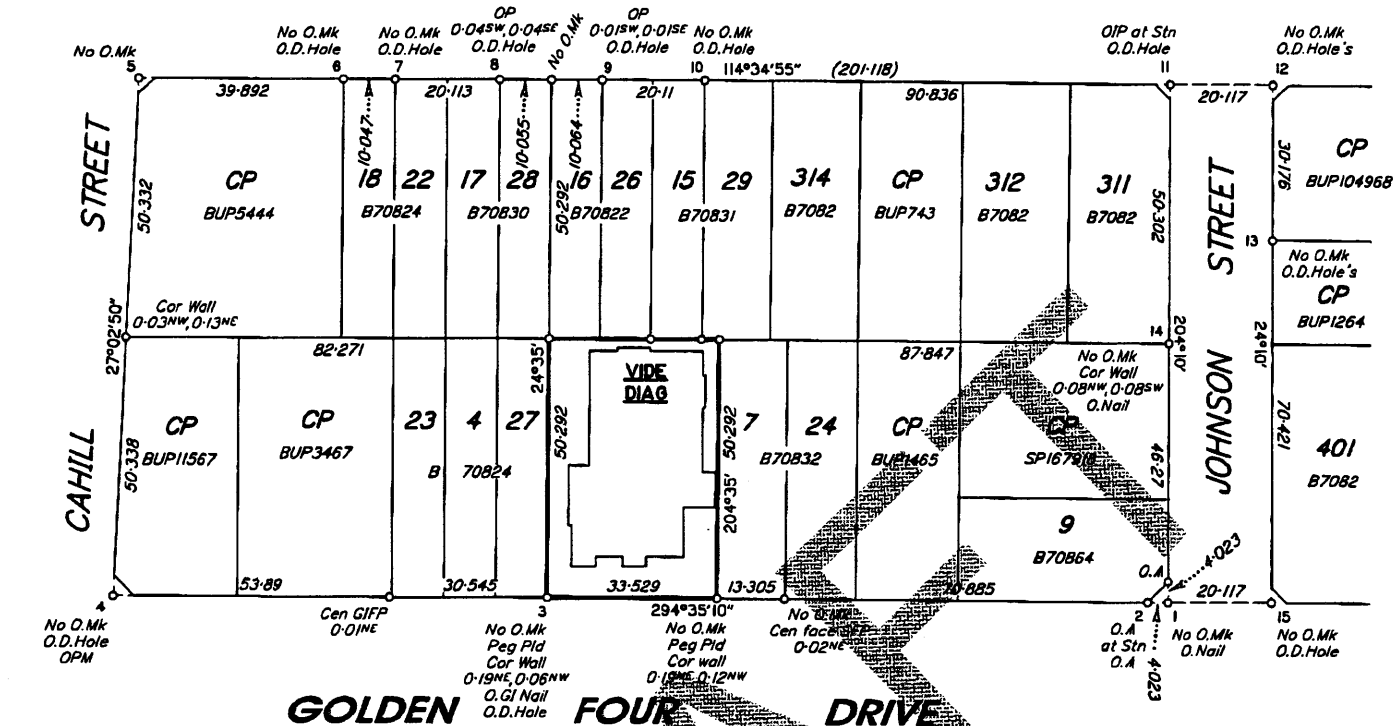 OP
OP
No O.Mk
0·04SW, 0·04SE
0·01SW, 0·01SE
No O.Mk
O.D.Hole
No O.Mk
O.D.Hole
O.D.Hole
No O.Mk
O.D.Hole
No O.Mk
O.D.Hole
OIP at Stn
O.D.Hole
No O.Mk
O.D.Hole's
No O.Mk
5
6
7
8
9
10
114°34'55"
(201·118)
11
12
39·892
20·113
20·11
90·836
20·117
10·047
10·055
10·064
STREET
50·332
CP
BUP5444
18
22
B70824
17
28
B70830
50·292
16
26
B70822
15
29
B70831
314
B7082
CP
BUP743
312
B7082
311
B7082
50·302
STREET
30·176
CP
BUP104968
13
No O.Mk
O.D.Hole's
CP
BUP1264
Cor Wall
0·03NW, 0·13NE
27°02'50"
82·271
24°35'
VIDE
DIAG
87·847
14
204°10'
24°10'
No O.Mk
Cor Wall
0·08NW, 0·08SW
O.Nail
CAHILL
50·338
CP
BUP11567
CP
BUP3467
23
4
27
B 70824
50·292
50·292
204°35'
7
24
B70832
CP
BUP1465
CP
46·27
JOHNSON
70·421
401
B7082
9
B70864
O.A
4·023
4
53·89
30·545
33·529
13·305
20·117
3
294°35'10"
2
1
15
No O.Mk
O.D.Hole
OPM
Cen GIFP
0·01NE
No O.Mk
Peg Pld
Cor Wall
0·19NE, 0·06NW
O.GI Nail
O.D.Hole
No O.Mk
Peg Pld
Cor wall
0·12NW
Cen face
0·02NE
O.A
at Stn
O.A
4·023
No O.Mk
O.Nail
No O.Mk
O.D.Hole
GOLDEN FOUR DRIVE